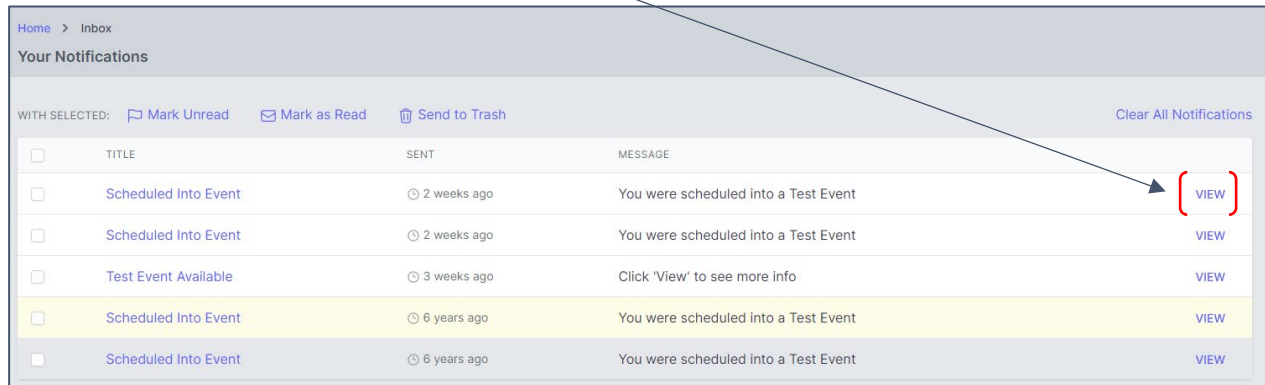 Home > Inbox
Your Notifications
WITH SELECTED: Mark Unread Mark as Read Send to Trash Clear All Notifications
TITLE SENT MESSAGE
Scheduled Into Event 2 weeks ago You were scheduled into a Test Event VIEW
Scheduled Into Event 2 weeks ago You were scheduled into a Test Event VIEW
Test Event Available 3 weeks ago Click 'View' to see more info VIEW
Scheduled Into Event 6 years ago You were scheduled into a Test Event VIEW
Scheduled Into Event 6 years ago You were scheduled into a Test Event VIEW